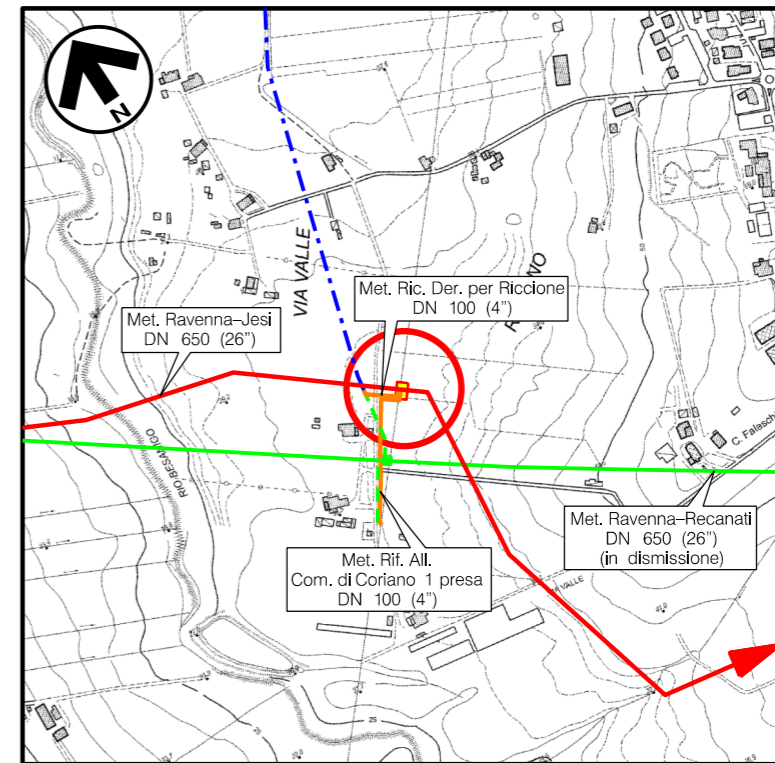 N
VIA VALLE
Met. Ric. Der. per Riccione
DN 100 (4")
Met. Ravenna-Jesi
DN 650 (26")
RIO BESANIGO
C. Falasch
Met. Ravenna-Recanati
DN 650 (26")
(in dismissione)
Met. Rif. All.
Com. di Coriano 1 presa
DN 100 (4")
VALLE
25